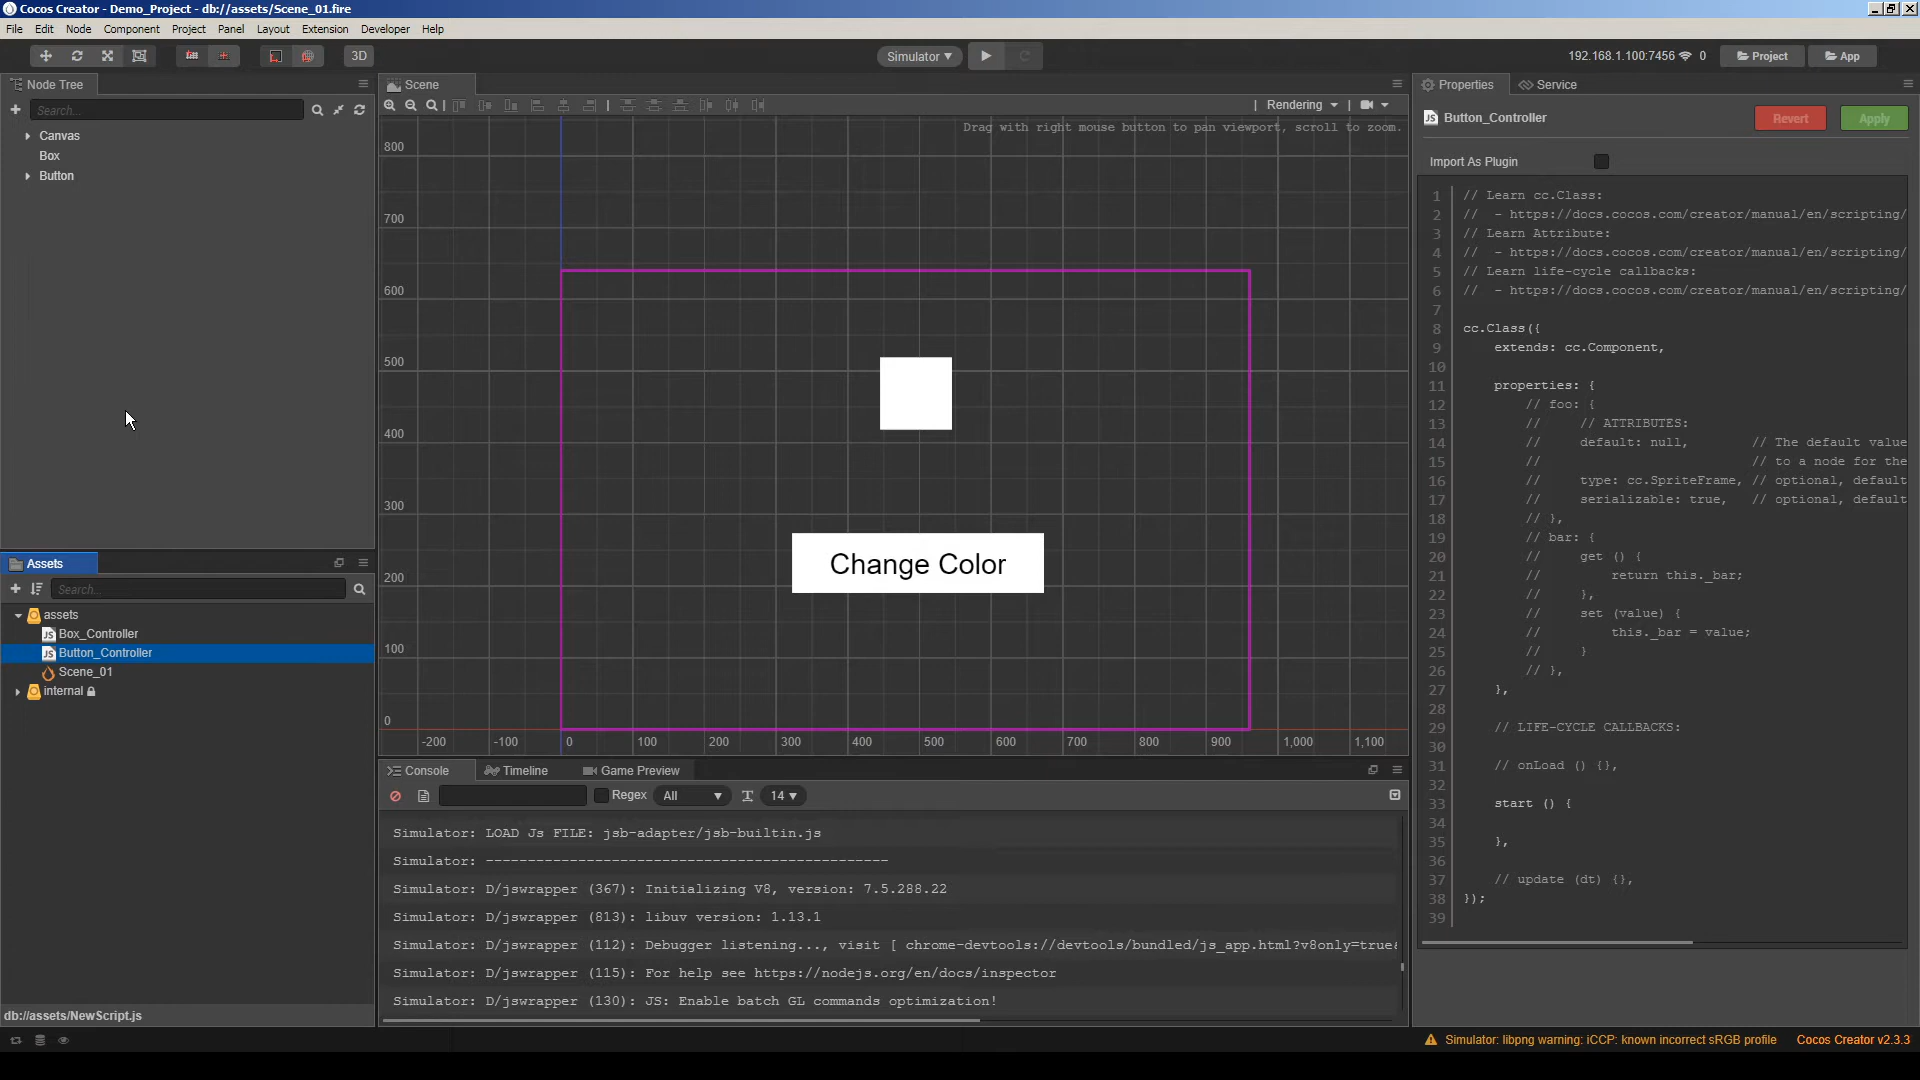 Cocos Creator - Demo_Project - db://assets/Scene_01.fire
File Edit Node Component Project Panel Layout Extension Developer Help
3D
Simulator
192.168.1.100:7456 0 Project App
Node Tree
Search...
Canvas
Box
Button
Scene
Rendering
Drag with right mouse button to pan viewport, scroll to zoom.
800
700
600
500
400
300
200
100
0
-200 -100 0 100 200 300 400 500 600 700 800 900 1,000 1,100
Change Color
Assets
Search...
assets
Box_Controller
Button_Controller
Scene_01
internal
db://assets/NewScript.js
Console Timeline Game Preview
Regex All 14
Simulator: LOAD Js FILE: jsb-adapter/jsb-builtin.js
Simulator: ------------------------------------------------
Simulator: D/jswrapper (367): Initializing V8, version: 7.5.288.22
Simulator: D/jswrapper (813): libuv version: 1.13.1
Simulator: D/jswrapper (112): Debugger listening..., visit [ chrome-devtools://devtools/bundled/js_app.html?v8only=true&
Simulator: D/jswrapper (115): For help see https://nodejs.org/en/docs/inspector
Simulator: D/jswrapper (130): JS: Enable batch GL commands optimization!
Properties Service
Button_Controller Revert Apply
Import As Plugin
1 // Learn cc.Class:
2 //  - https://docs.cocos.com/creator/manual/en/scripting/
3 // Learn Attribute:
4 //  - https://docs.cocos.com/creator/manual/en/scripting/
5 // Learn life-cycle callbacks:
6 //  - https://docs.cocos.com/creator/manual/en/scripting/
7
8 cc.Class({
9     extends: cc.Component,
10
11     properties: {
12         // foo: {
13         //     // ATTRIBUTES:
14         //     default: null,        // The default value
15         //                           // to a node for the
16         //     type: cc.SpriteFrame, // optional, default
17         //     serializable: true,   // optional, default
18         // },
19         // bar: {
20         //     get () {
21         //         return this._bar;
22         //     },
23         //     set (value) {
24         //         this._bar = value;
25         //     }
26         // },
27     },
28
29     // LIFE-CYCLE CALLBACKS:
30
31     // onLoad () {},
32
33     start () {
34
35     },
36
37     // update (dt) {},
38 });
39
Simulator: libpng warning: iCCP: known incorrect sRGB profile Cocos Creator v2.3.3